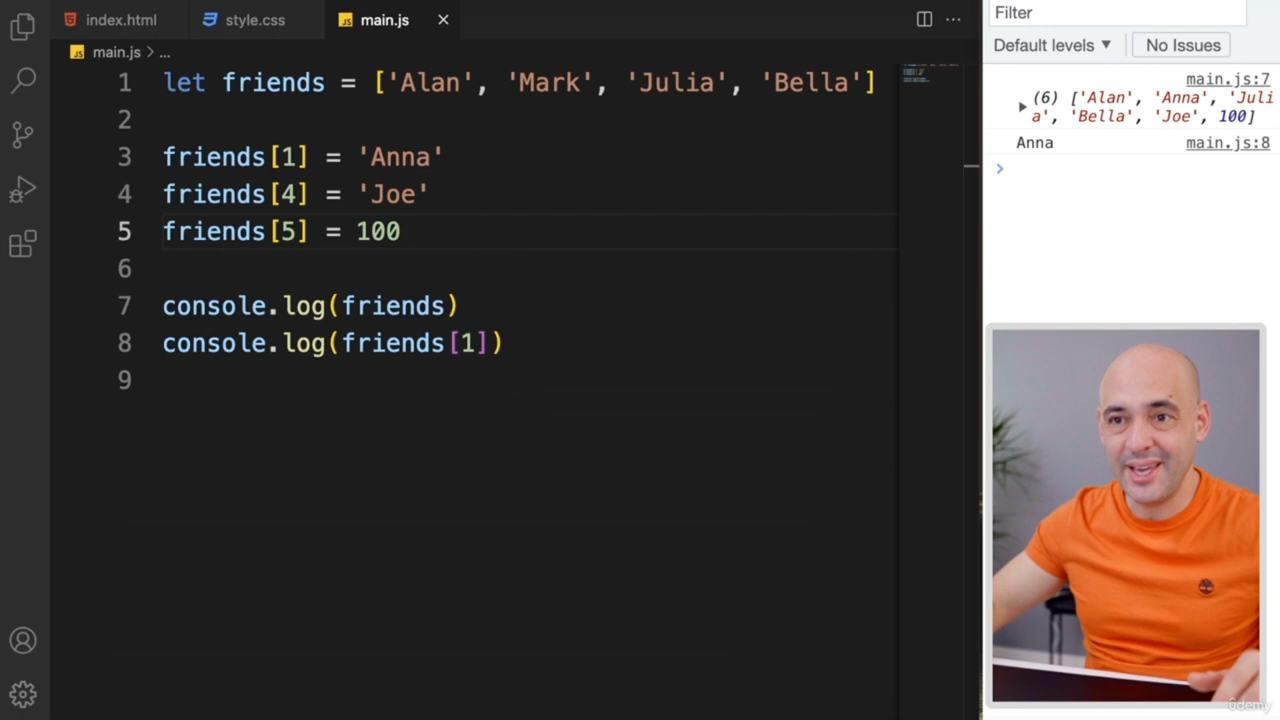 index.html
style.css
main.js
main.js > ...
1 let friends = ['Alan', 'Mark', 'Julia', 'Bella']
2
3 friends[1] = 'Anna'
4 friends[4] = 'Joe'
5 friends[5] = 100
6
7 console.log(friends)
8 console.log(friends[1])
9
Filter
Default levels ▼ No Issues
main.js:7
(6) ['Alan', 'Anna', 'Juli
a', 'Bella', 'Joe', 100]
Anna main.js:8
ûdemy